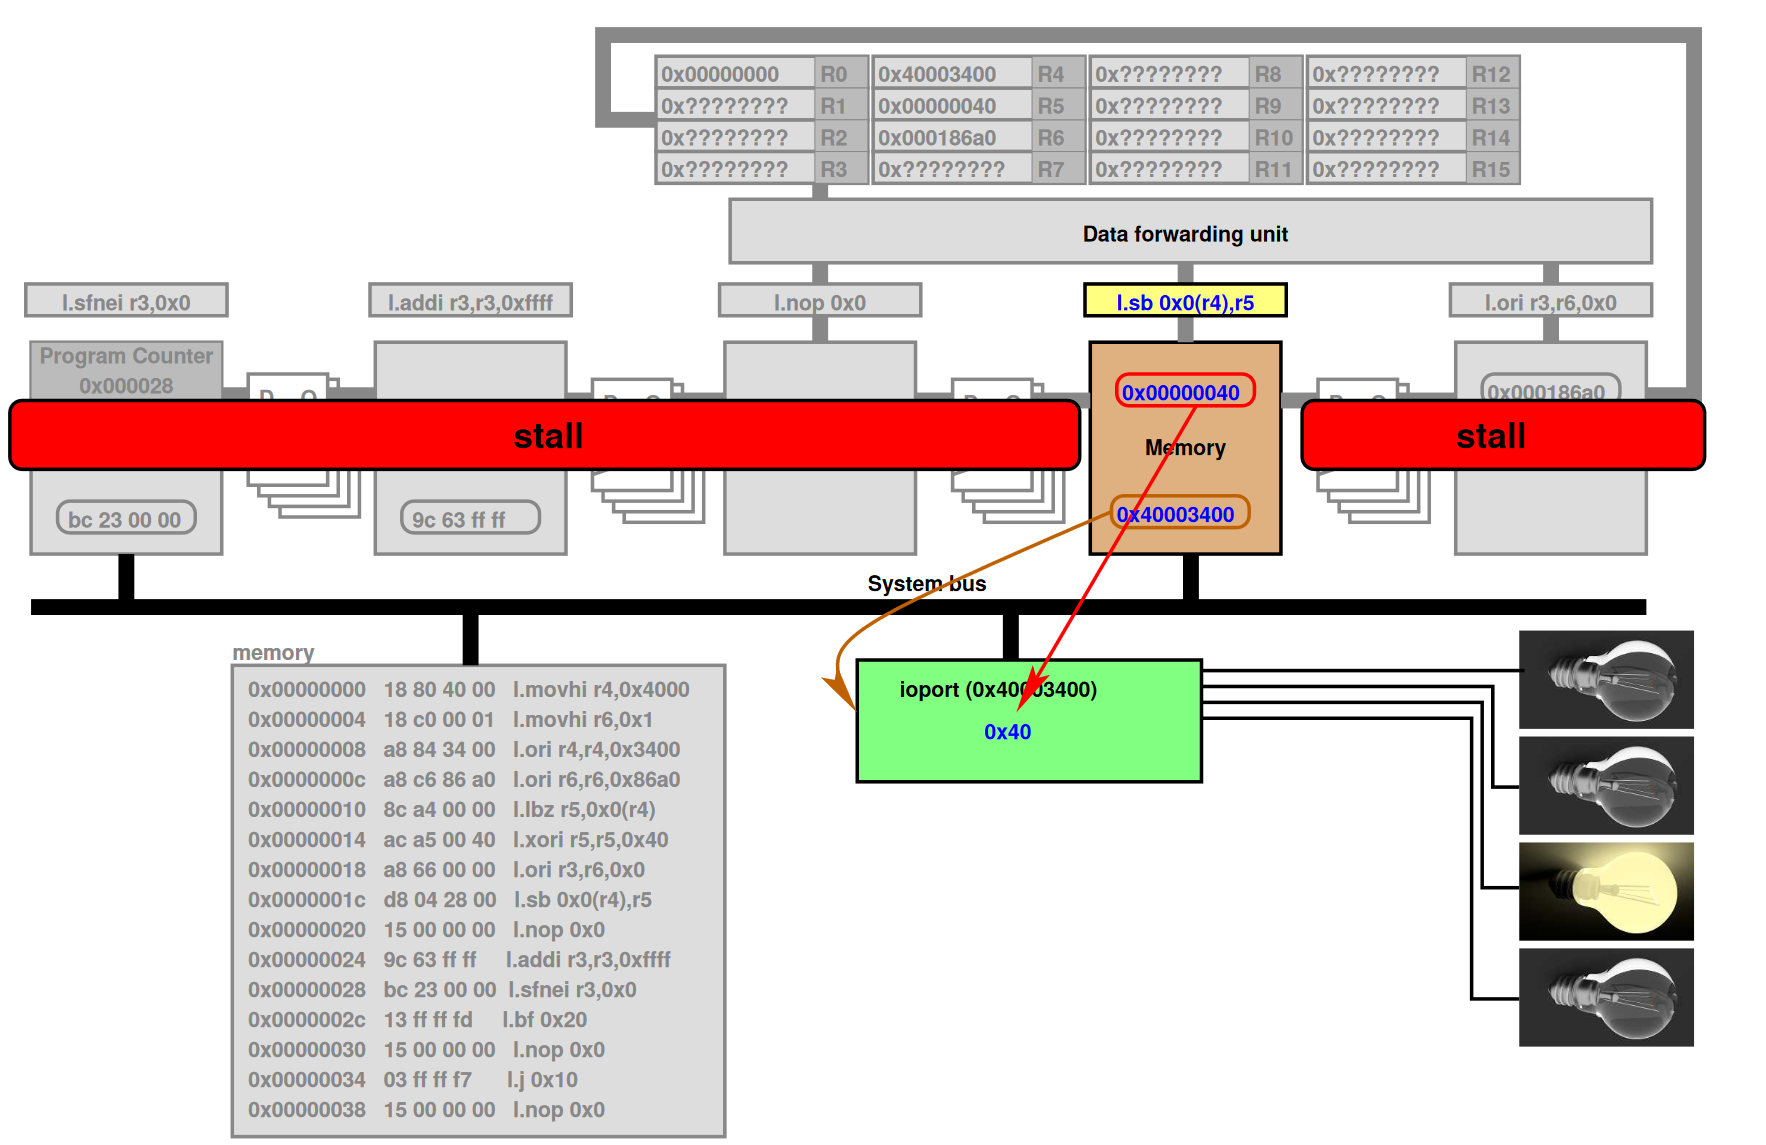 0x00000000 R0 0x40003400 R4 0x???????? R8 0x???????? R12
0x???????? R1 0x00000040 R5 0x???????? R9 0x???????? R13
0x???????? R2 0x000186a0 R6 0x???????? R10 0x???????? R14
0x???????? R3 0x???????? R7 0x???????? R11 0x???????? R15
Data forwarding unit
l.sfnei r3,0x0 l.addi r3,r3,0xffff l.nop 0x0 l.sb 0x0(r4),r5 l.ori r3,r6,0x0
Program Counter
0x000028
0x00000040
0x000186a0
stall
Memory
stall
bc 23 00 00
9c 63 ff ff
0x40003400
System bus
memory
0x00000000 18 80 40 00 l.movhi r4,0x4000
0x00000004 18 c0 00 01 l.movhi r6,0x1
0x00000008 a8 84 34 00 l.ori r4,r4,0x3400
0x0000000c a8 c6 86 a0 l.ori r6,r6,0x86a0
0x00000010 8c a4 00 00 l.lbz r5,0x0(r4)
0x00000014 ac a5 00 40 l.xori r5,r5,0x40
0x00000018 a8 66 00 00 l.ori r3,r6,0x0
0x0000001c d8 04 28 00 l.sb 0x0(r4),r5
0x00000020 15 00 00 00 l.nop 0x0
0x00000024 9c 63 ff ff l.addi r3,r3,0xffff
0x00000028 bc 23 00 00 l.sfnei r3,0x0
0x0000002c 13 ff ff fd l.bf 0x20
0x00000030 15 00 00 00 l.nop 0x0
0x00000034 03 ff ff f7 l.j 0x10
0x00000038 15 00 00 00 l.nop 0x0
ioport (0x40003400)
0x40